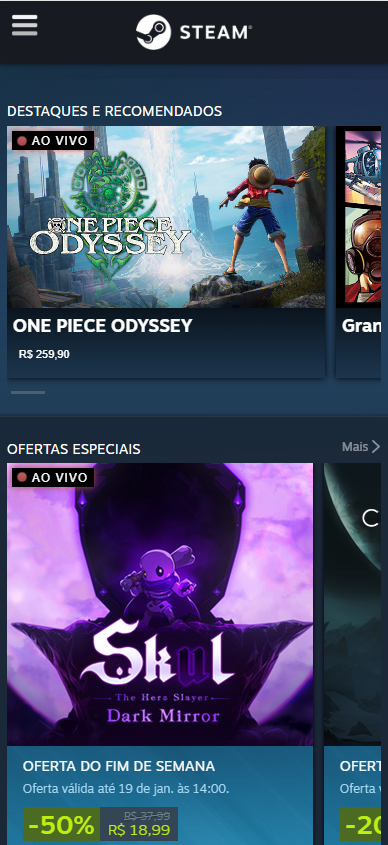 STEAM®
DESTAQUES E RECOMENDADOS
AO VIVO
ONE PIECE
ODYSSEY
ONE PIECE ODYSSEY
Gran
R$ 259,90
OFERTAS ESPECIAIS
Mais
AO VIVO
C
Skul
The Hero Slayer
Dark Mirror
OFERTA DO FIM DE SEMANA
OFERT
Oferta válida até 19 de jan. às 14:00.
Oferta v
-50%
R$ 37,99
R$ 18,99
-20